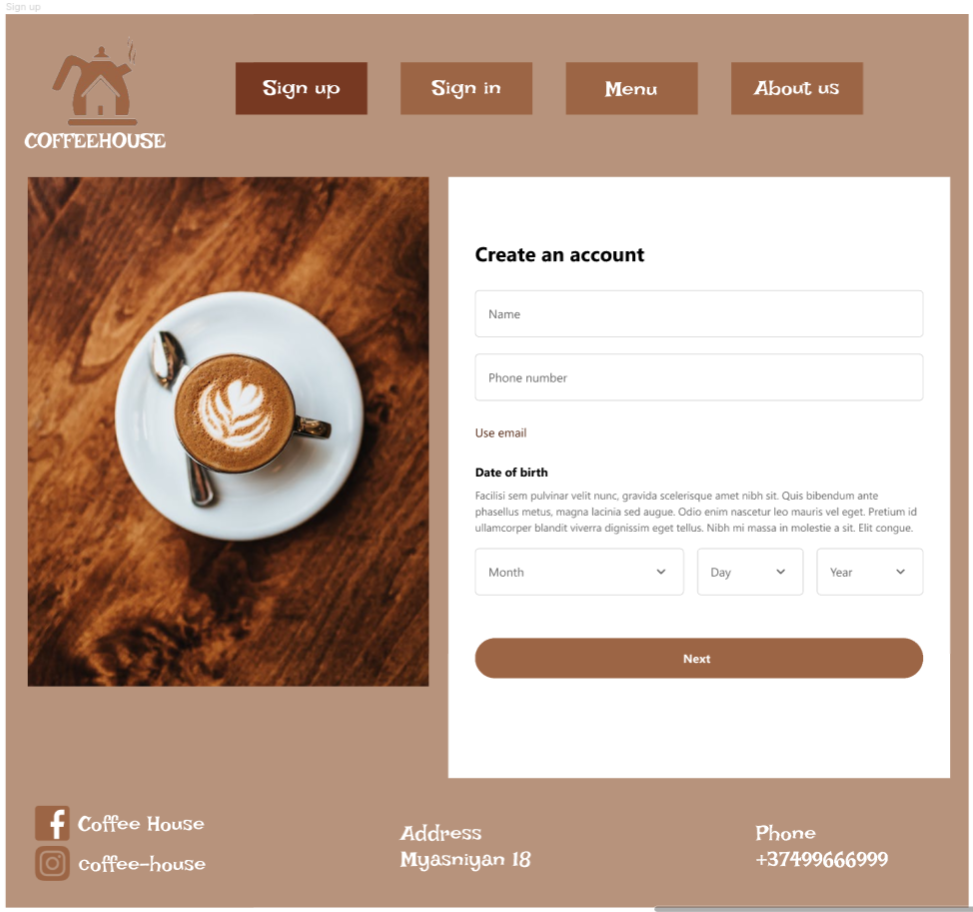 Sign up
Sign up
Sign in
Menu
About us
COFFEEHOUSE
Create an account
Name
Phone number
Use email
Date of birth
Facilisi sem pulvinar velit nunc, gravida scelerisque amet nibh sit. Quis bibendum ante
phasellus metus, magna lacinia sed augue. Odio enim nascetur leo mauris vel eget. Pretium id
ullamcorper blandit viverra dignissim eget tellus. Nibh mi massa in molestie a sit. Elit congue.
Month
Day
Year
Next
Coffee House
coffee-house
Address
Myasniyan 18
Phone
+37499666999